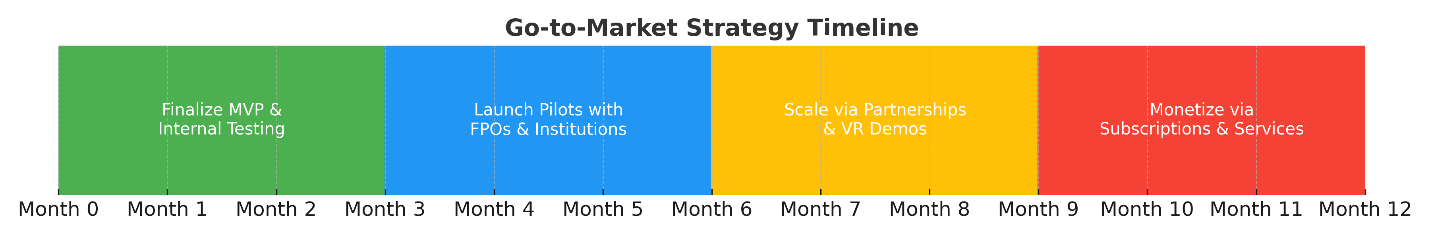 Go-to-Market Strategy Timeline
Finalize MVP &
Internal Testing
Launch Pilots with
FPOs & Institutions
Scale via Partnerships
& VR Demos
Monetize via
Subscriptions & Services
Month 0 Month 1 Month 2 Month 3 Month 4 Month 5 Month 6 Month 7 Month 8 Month 9 Month 10 Month 11 Month 12